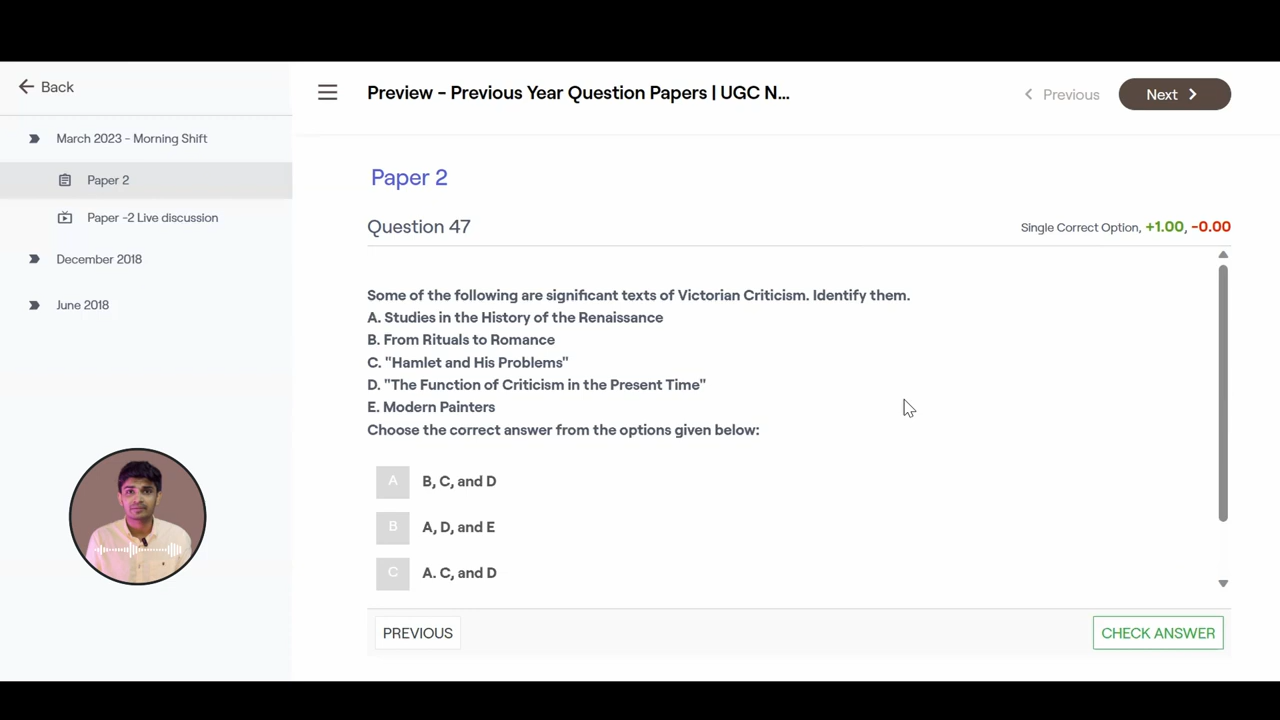 Back
Preview - Previous Year Question Papers | UGC N...
Previous
Next
March 2023 - Morning Shift
Paper 2
Paper -2 Live discussion
December 2018
June 2018
Paper 2
Question 47
Single Correct Option, +1.00, -0.00
Some of the following are significant texts of Victorian Criticism. Identify them.
A. Studies in the History of the Renaissance
B. From Rituals to Romance
C. "Hamlet and His Problems"
D. "The Function of Criticism in the Present Time"
E. Modern Painters
Choose the correct answer from the options given below:
A B, C, and D
B A, D, and E
C A. C, and D
PREVIOUS
CHECK ANSWER